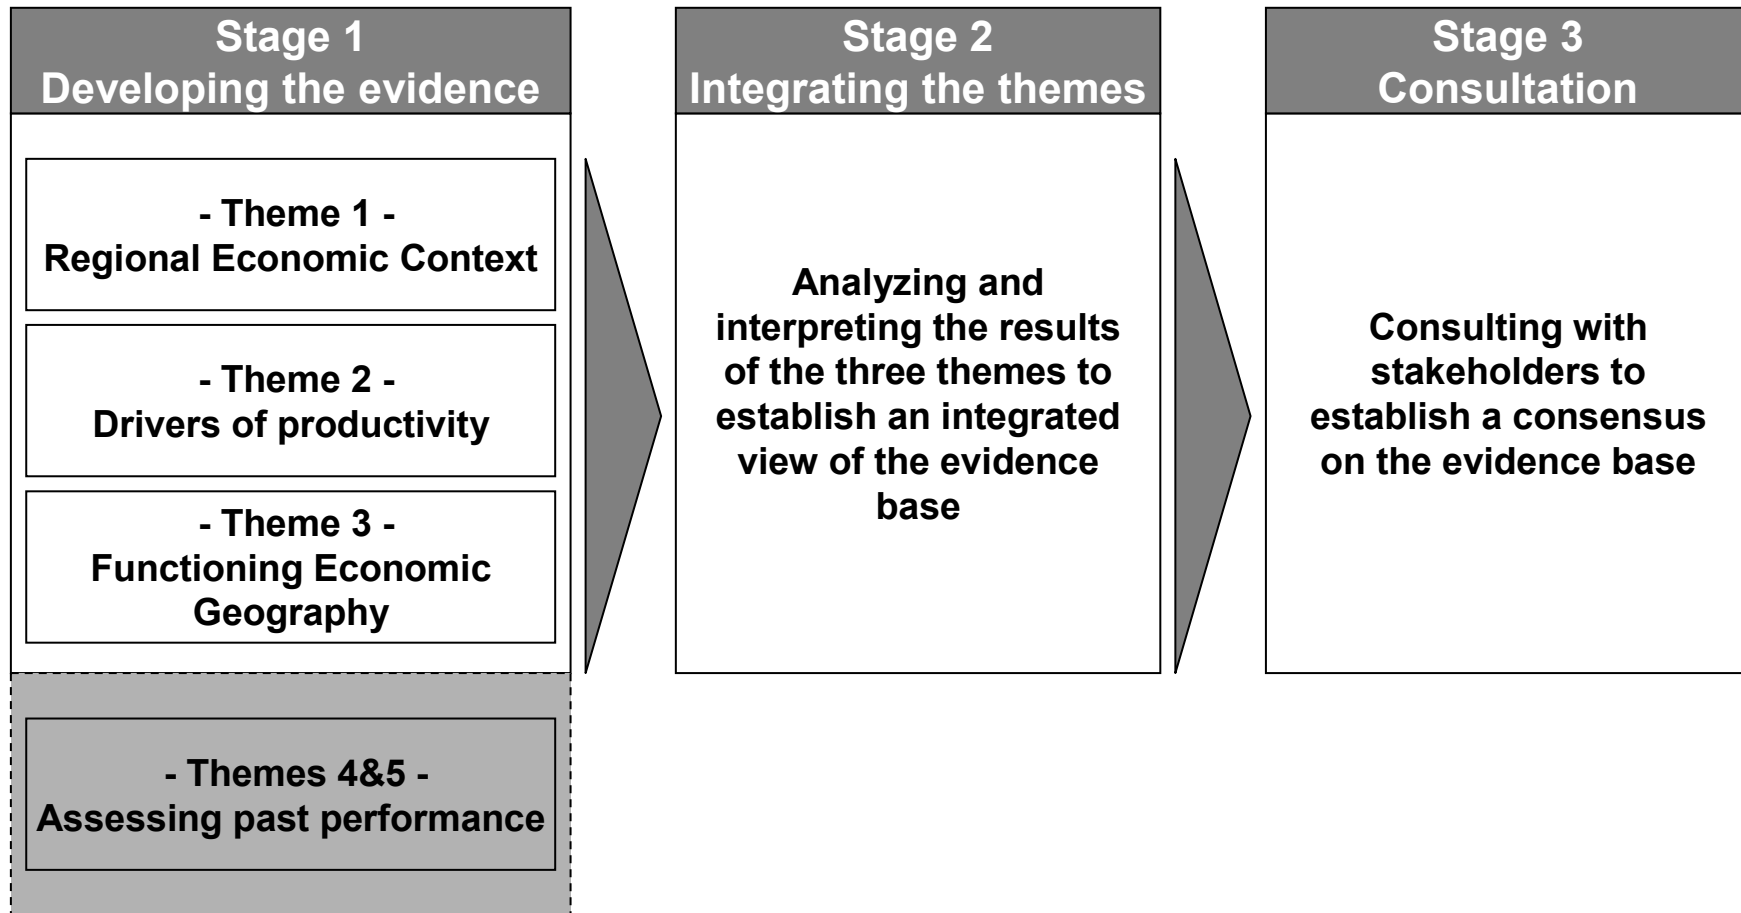 Stage 1
Developing the evidence
- Theme 1 -
Regional Economic Context
- Theme 2 -
Drivers of productivity
- Theme 3 -
Functioning Economic
Geography
- Themes 4&5 -
Assessing past performance
Stage 2
Integrating the themes
Analyzing and
interpreting the results
of the three themes to
establish an integrated
view of the evidence
base
Stage 3
Consultation
Consulting with
stakeholders to
establish a consensus
on the evidence base